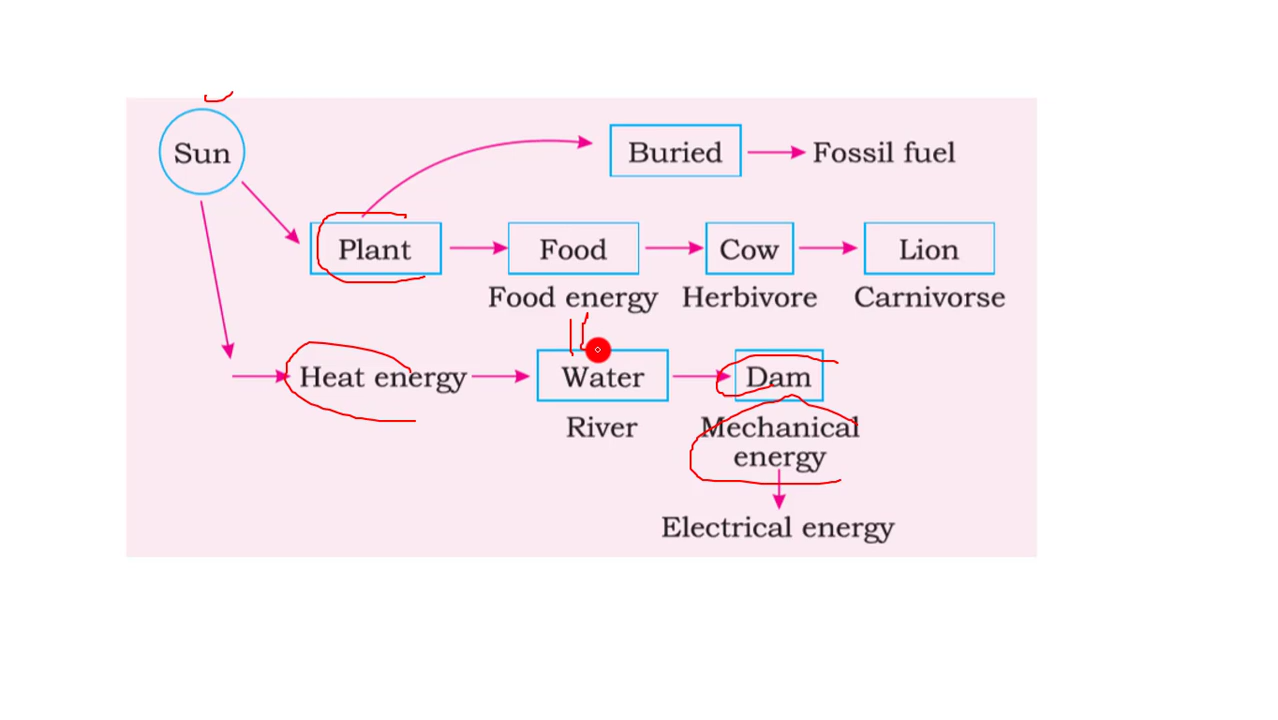 Sun
Buried
Fossil fuel
Plant
Food
Cow
Lion
Food energy
Herbivore
Carnivorse
Heat energy
Water
Dam
River
Mechanical
energy
Electrical energy